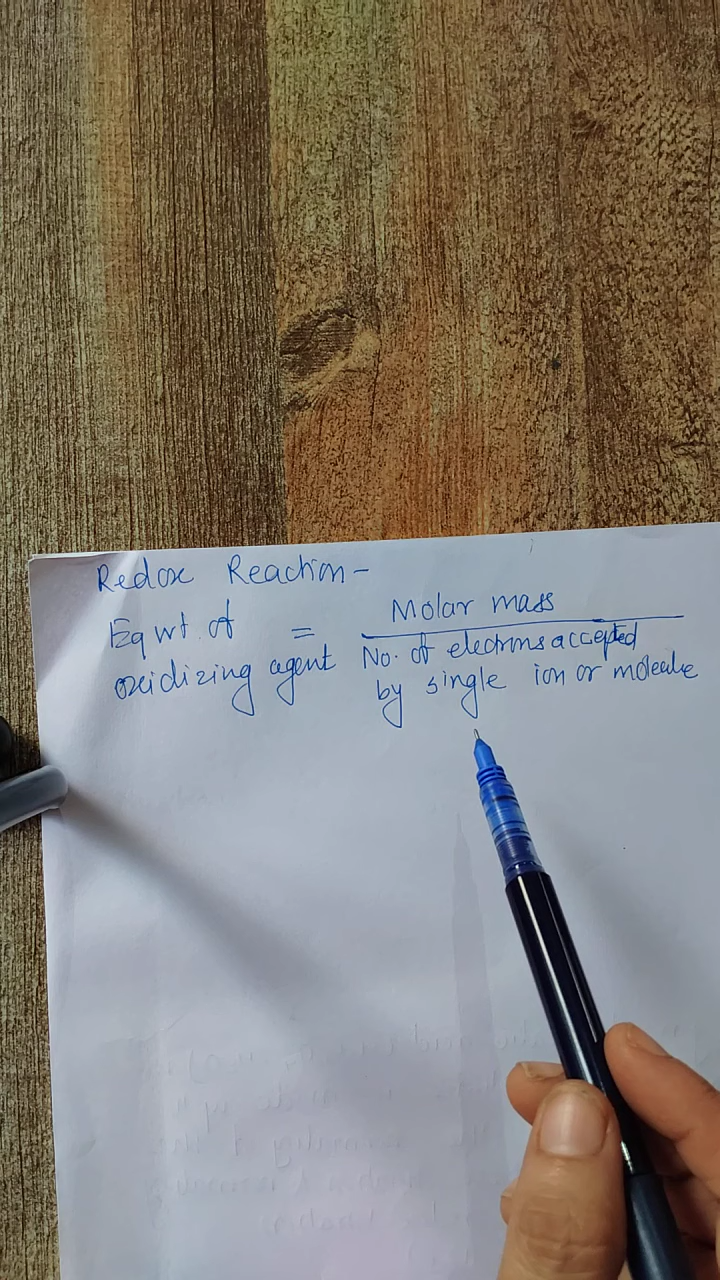 Redox Reaction -
Eq wt. of = Molar mass
oxidizing agent No. of electrons accepted
by single ion or molecule